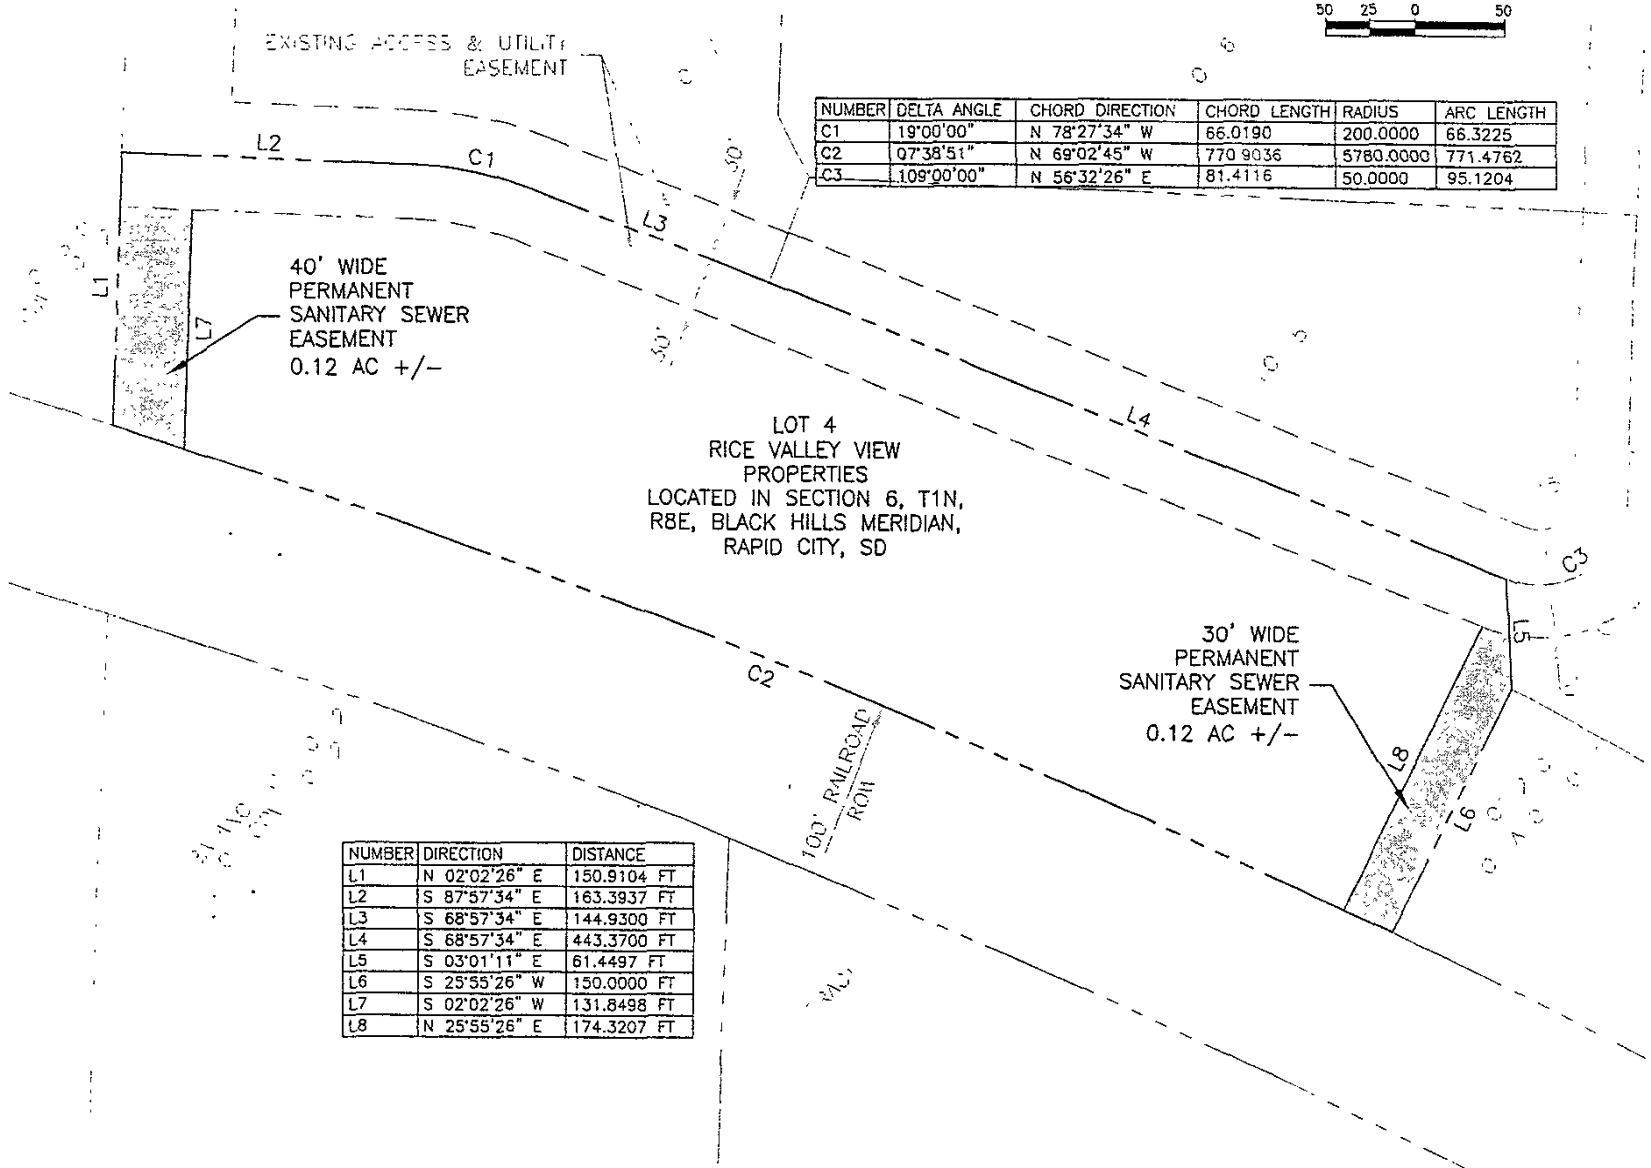 50 25 0 50
EXISTING ACCESS & UTILITY
EASEMENT
NUMBER DELTA ANGLE CHORD DIRECTION CHORD LENGTH RADIUS ARC LENGTH
C1 19°00'00" N 78°27'34" W 66.0190 200.0000 66.3225
C2 07°38'51" N 69°02'45" W 770.9036 5780.0000 771.4762
C3 109°00'00" N 56°32'26" E 81.4116 50.0000 95.1204
L2
C1
30'
L3
L1
L7
40' WIDE
PERMANENT
SANITARY SEWER
EASEMENT
0.12 AC +/-
30'
L4
LOT 4
RICE VALLEY VIEW
PROPERTIES
LOCATED IN SECTION 6, T1N,
R8E, BLACK HILLS MERIDIAN,
RAPID CITY, SD
C3
L5
30' WIDE
PERMANENT
SANITARY SEWER
EASEMENT
0.12 AC +/-
C2
L8
L6
100' RAILROAD
ROW
NUMBER DIRECTION DISTANCE
L1 N 02°02'26" E 150.9104 FT
L2 S 87°57'34" E 163.3937 FT
L3 S 68°57'34" E 144.9300 FT
L4 S 68°57'34" E 443.3700 FT
L5 S 03°01'11" E 61.4497 FT
L6 S 25°55'26" W 150.0000 FT
L7 S 02°02'26" W 131.8498 FT
L8 N 25°55'26" E 174.3207 FT